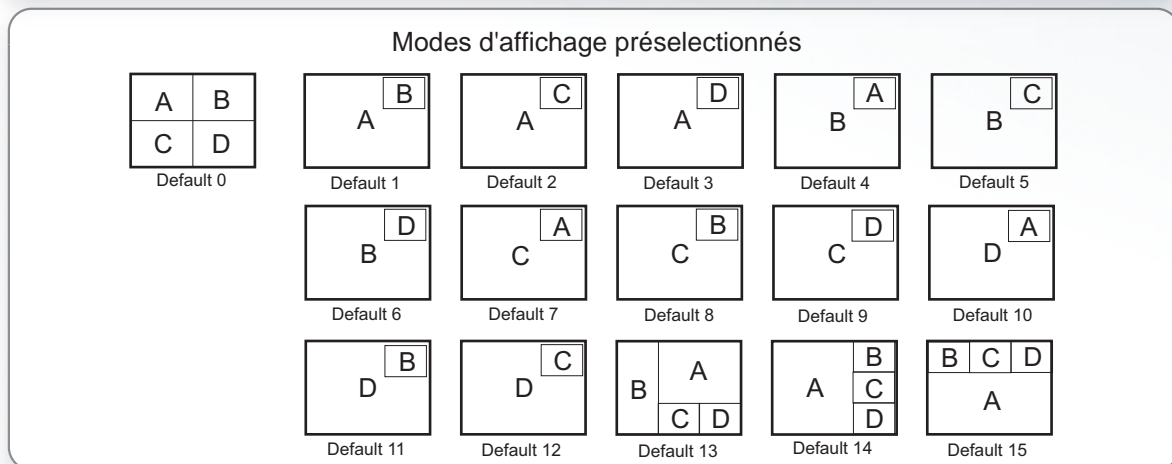 Modes d'affichage préselectionnés
A B
C D
Default 0
B
A
Default 1
C
A
Default 2
D
A
Default 3
A
B
Default 4
C
B
Default 5
D
B
Default 6
A
C
Default 7
B
C
Default 8
D
C
Default 9
A
D
Default 10
B
D
Default 11
C
D
Default 12
A
B
C D
Default 13
B
A C
D
Default 14
B C D
A
Default 15